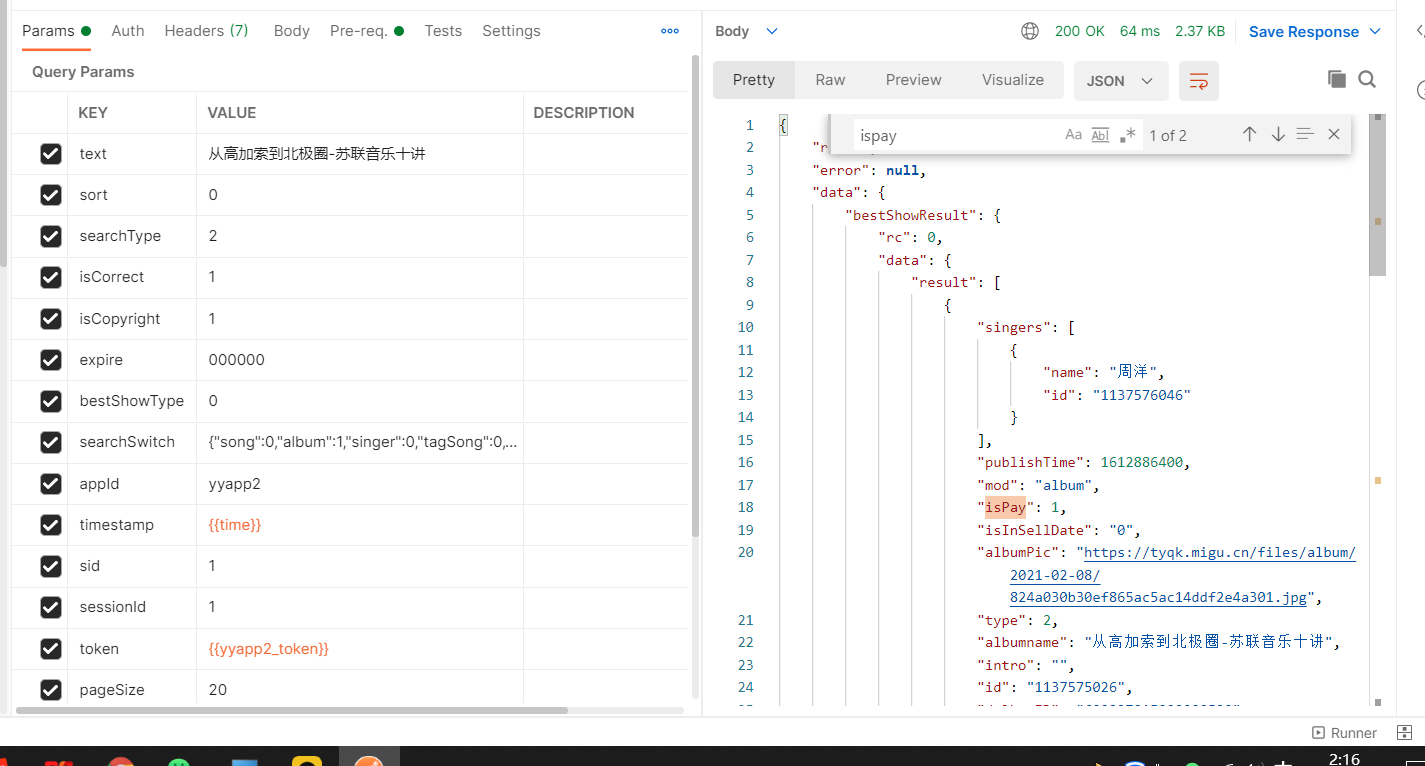 Params Auth Headers (7) Body Pre-req. Tests Settings
Query Params
KEY VALUE DESCRIPTION
text 从高加索到北极圈-苏联音乐十讲
sort 0
searchType 2
isCorrect 1
isCopyright 1
expire 000000
bestShowType 0
searchSwitch {"song":0,"album":1,"singer":0,"tagSong":0,...
appId yyapp2
timestamp {{time}}
sid 1
sessionId 1
token {{yyapp2_token}}
pageSize 20
Body 200 OK 64 ms 2.37 KB Save Response
Pretty Raw Preview Visualize JSON
ispay Aa Abl .* 1 of 2
1 {
2
3 "error": null,
4 "data": {
5 "bestShowResult": {
6 "rc": 0,
7 "data": {
8 "result": [
9 {
10 "singers": [
11 {
12 "name": "周洋",
13 "id": "1137576046"
14 }
15 ],
16 "publishTime": 1612886400,
17 "mod": "album",
18 "isPay": 1,
19 "isInSellDate": "0",
20 "albumPic": "https://tyqk.migu.cn/files/album/
2021-02-08/
824a030b30ef865ac5ac14ddf2e4a301.jpg",
21 "type": 2,
22 "albumname": "从高加索到北极圈-苏联音乐十讲",
23 "intro": "",
24 "id": "1137575026",
Runner
2:16